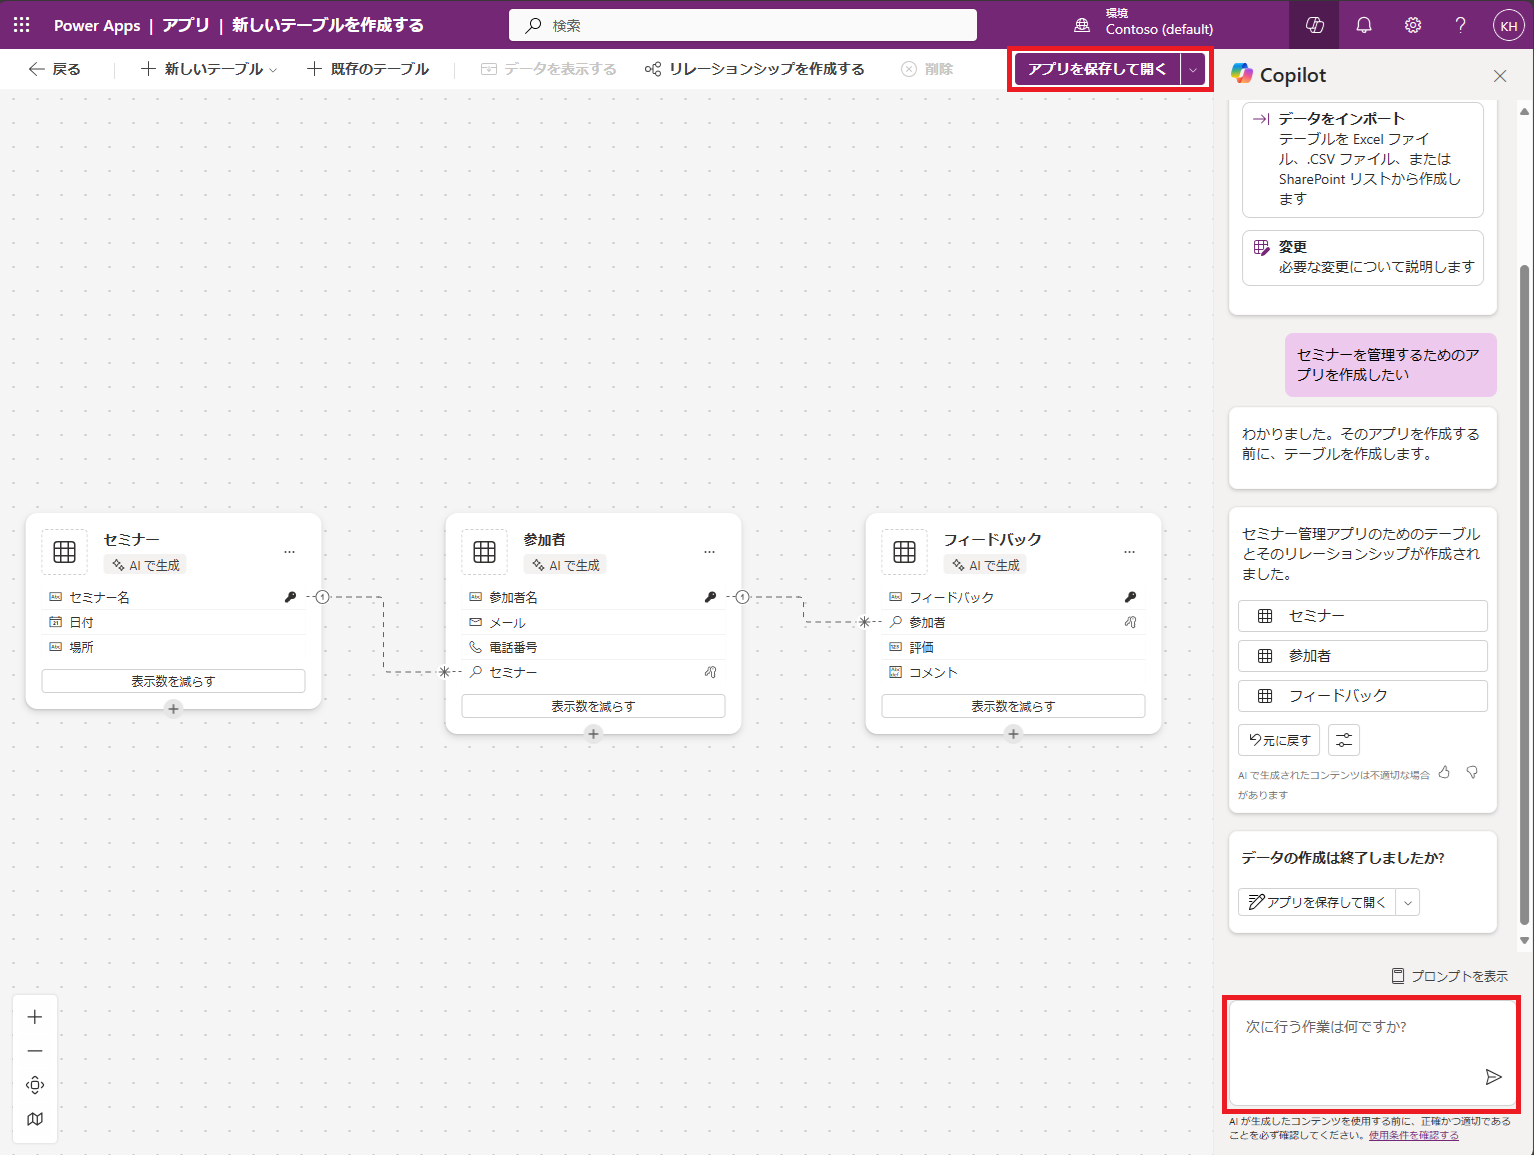 Power Apps | アプリ | 新しいテーブルを作成する
検索
環境
Contoso (default)
KH
戻る
新しいテーブル
既存のテーブル
データを表示する
リレーションシップを作成する
削除
アプリを保存して開く
セミナー
AI で生成
セミナー名
日付
場所
表示数を減らす
参加者
AI で生成
参加者名
メール
電話番号
セミナー
表示数を減らす
フィードバック
AI で生成
フィードバック
参加者
評価
コメント
表示数を減らす
1
1
Copilot
データをインポート
テーブルを Excel ファイ
ル、.CSV ファイル、または
SharePoint リストから作成し
ます
変更
必要な変更について説明します
セミナーを管理するためのア
プリを作成したい
わかりました。そのアプリを作成する
前に、テーブルを作成します。
セミナー管理アプリのためのテーブル
とそのリレーションシップが作成され
ました。
セミナー
参加者
フィードバック
元に戻す
AI で生成されたコンテンツは不適切な場合
があります
データの作成は終了しましたか?
アプリを保存して開く
プロンプトを表示
次に行う作業は何ですか?
AI が生成したコンテンツを使用する前に、正確かつ適切である
ことを必ず確認してください。使用条件を確認する